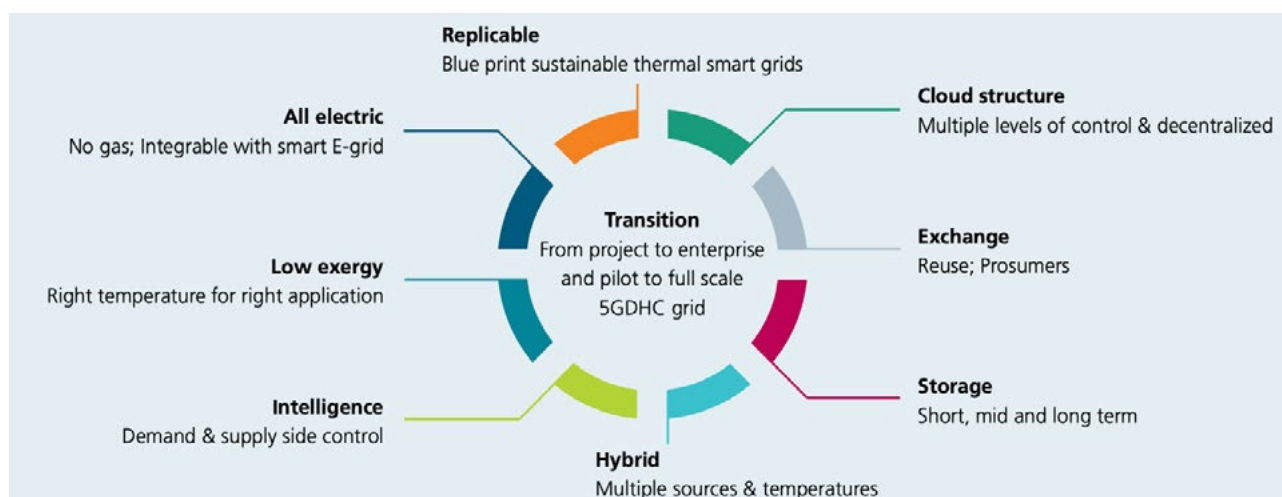 Replicable
Blue print sustainable thermal smart grids
Cloud structure
Multiple levels of control & decentralized
All electric
No gas; Integrable with smart E-grid
Transition
From project to enterprise
and pilot to full scale
5GDHC grid
Exchange
Reuse; Prosumers
Low exergy
Right temperature for right application
Storage
Short, mid and long term
Intelligence
Demand & supply side control
Hybrid
Multiple sources & temperatures